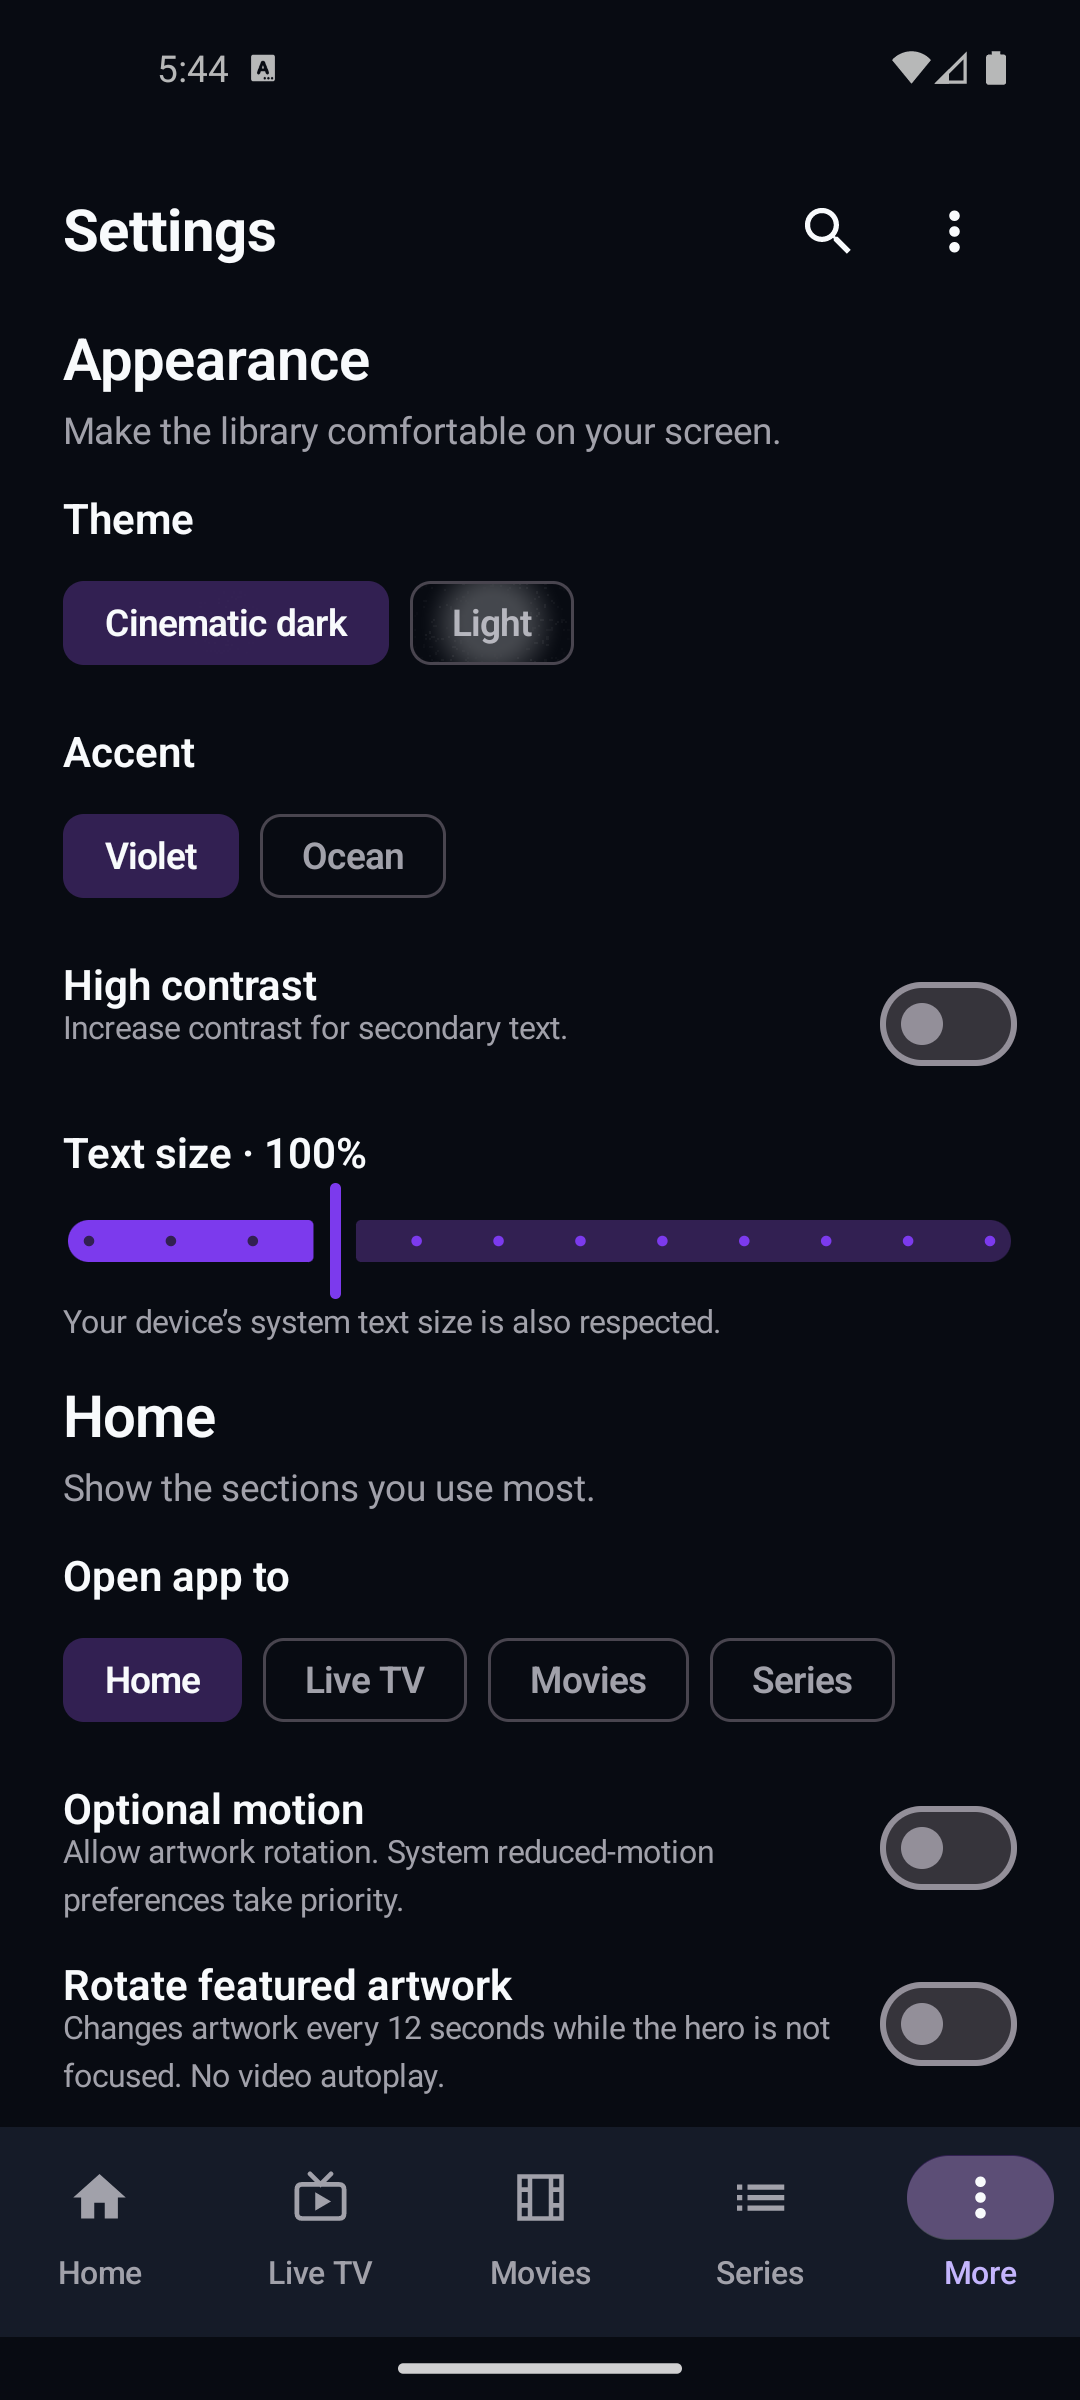 5:44
Settings
Appearance
Make the library comfortable on your screen.
Theme
Cinematic dark
Light
Accent
Violet
Ocean
High contrast
Increase contrast for secondary text.
Text size · 100%
Your device’s system text size is also respected.
Home
Show the sections you use most.
Open app to
Home
Live TV
Movies
Series
Optional motion
Allow artwork rotation. System reduced-motion
preferences take priority.
Rotate featured artwork
Changes artwork every 12 seconds while the hero is not
focused. No video autoplay.
Home
Live TV
Movies
Series
More